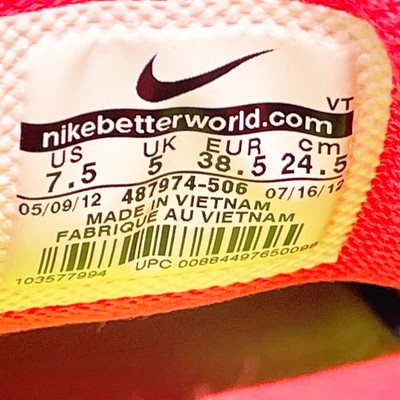 VT
nikebetterworld.com
US UK EUR cm
7.5 5 38.5 24.5
05/09/12 487974-506 07/16/12
MADE IN VIETNAM
FABRIQUE AU VIETNAM
103577994 UPC 00884497650098